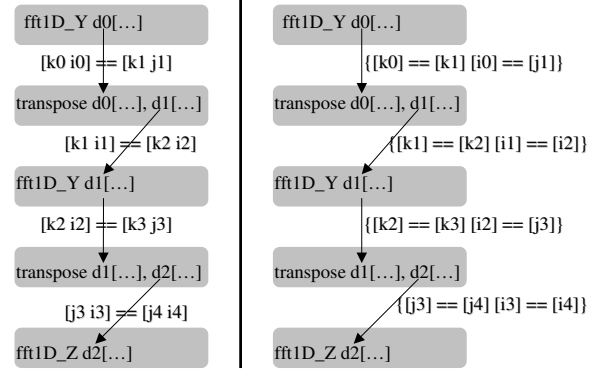 fft1D_Y d0[…]
[k0 i0] == [k1 j1]
transpose d0[…], d1[…]
[k1 i1] == [k2 i2]
fft1D_Y d1[…]
[k2 i2] == [k3 j3]
transpose d1[…], d2[…]
[j3 i3] == [j4 i4]
fft1D_Z d2[…]
fft1D_Y d0[…]
{[k0] == [k1] [i0] == [j1]}
transpose d0[…], d1[…]
{[k1] == [k2] [i1] == [i2]}
fft1D_Y d1[…]
{[k2] == [k3] [i2] == [j3]}
transpose d1[…], d2[…]
{[j3] == [j4] [i3] == [i4]}
fft1D_Z d2[…]